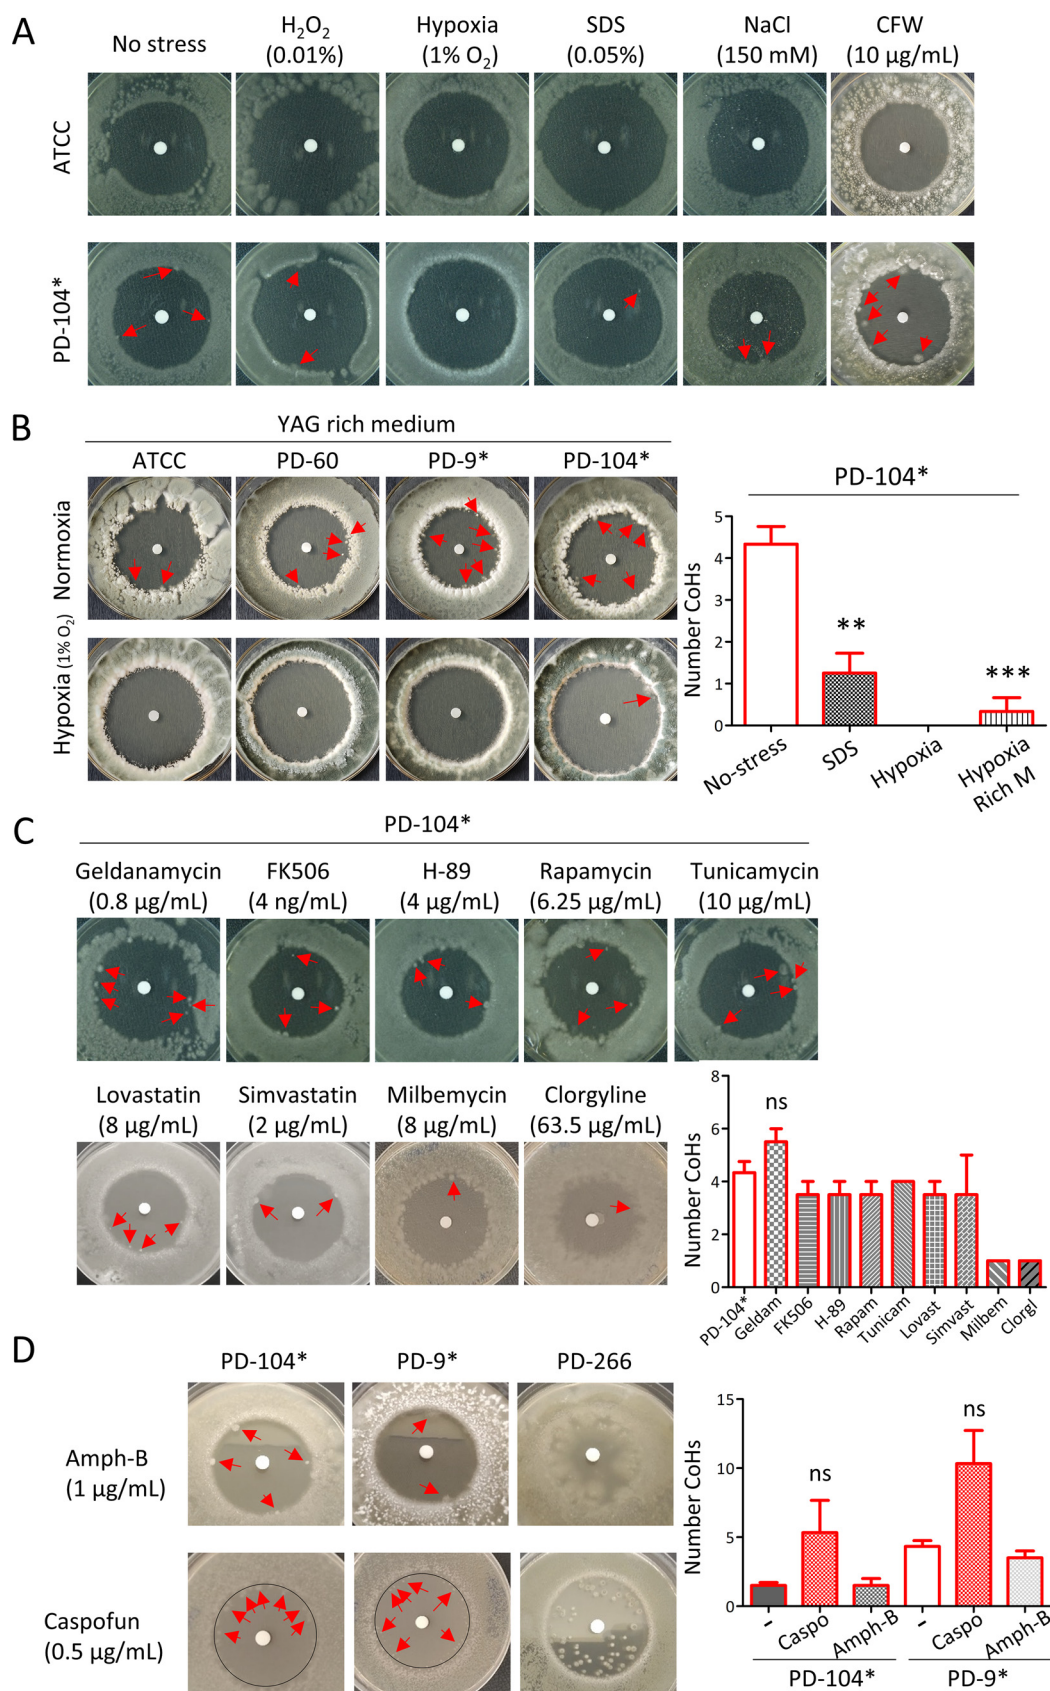 A
No stress
H₂O₂
(0.01%)
Hypoxia
(1% O₂)
SDS
(0.05%)
NaCl
(150 mM)
CFW
(10 µg/mL)
ATCC
PD-104*
B
YAG rich medium
ATCC
PD-60
PD-9*
PD-104*
Normoxia
Hypoxia (1% O₂)
PD-104*
Number CoHs
5
4
3
2
1
0
**
***
No-stress
SDS
Hypoxia
Hypoxia
Rich M
C
PD-104*
Geldanamycin
(0.8 µg/mL)
FK506
(4 ng/mL)
H-89
(4 µg/mL)
Rapamycin
(6.25 µg/mL)
Tunicamycin
(10 µg/mL)
Lovastatin
(8 µg/mL)
Simvastatin
(2 µg/mL)
Milbemycin
(8 µg/mL)
Clorgyline
(63.5 µg/mL)
Number CoHs
8
6
4
2
0
ns
PD-104*
Geldam
FK506
H-89
Rapam
Tunicam
Lovast
Simvast
Milbem
Clorgl
D
PD-104*
PD-9*
PD-266
Amph-B
(1 µg/mL)
Caspofun
(0.5 µg/mL)
Number CoHs
15
10
5
0
ns
ns
-
Caspo
Amph-B
-
Caspo
Amph-B
PD-104*
PD-9*